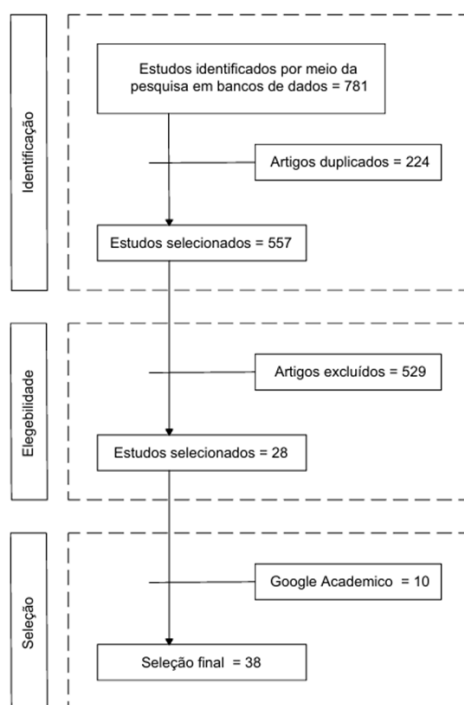 Identificação
Estudos identificados por meio da
pesquisa em bancos de dados = 781
Artigos duplicados = 224
Estudos selecionados = 557
Elegebilidade
Artigos excluídos = 529
Estudos selecionados = 28
Seleção
Google Academico = 10
Seleção final = 38